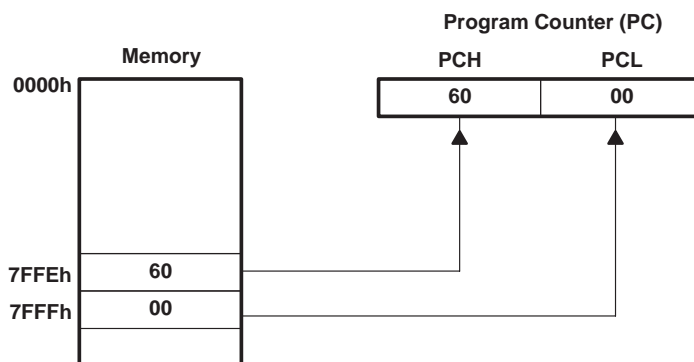 Program Counter (PC)
Memory
PCH PCL
0000h
60 00
7FFEh 60
7FFFh 00